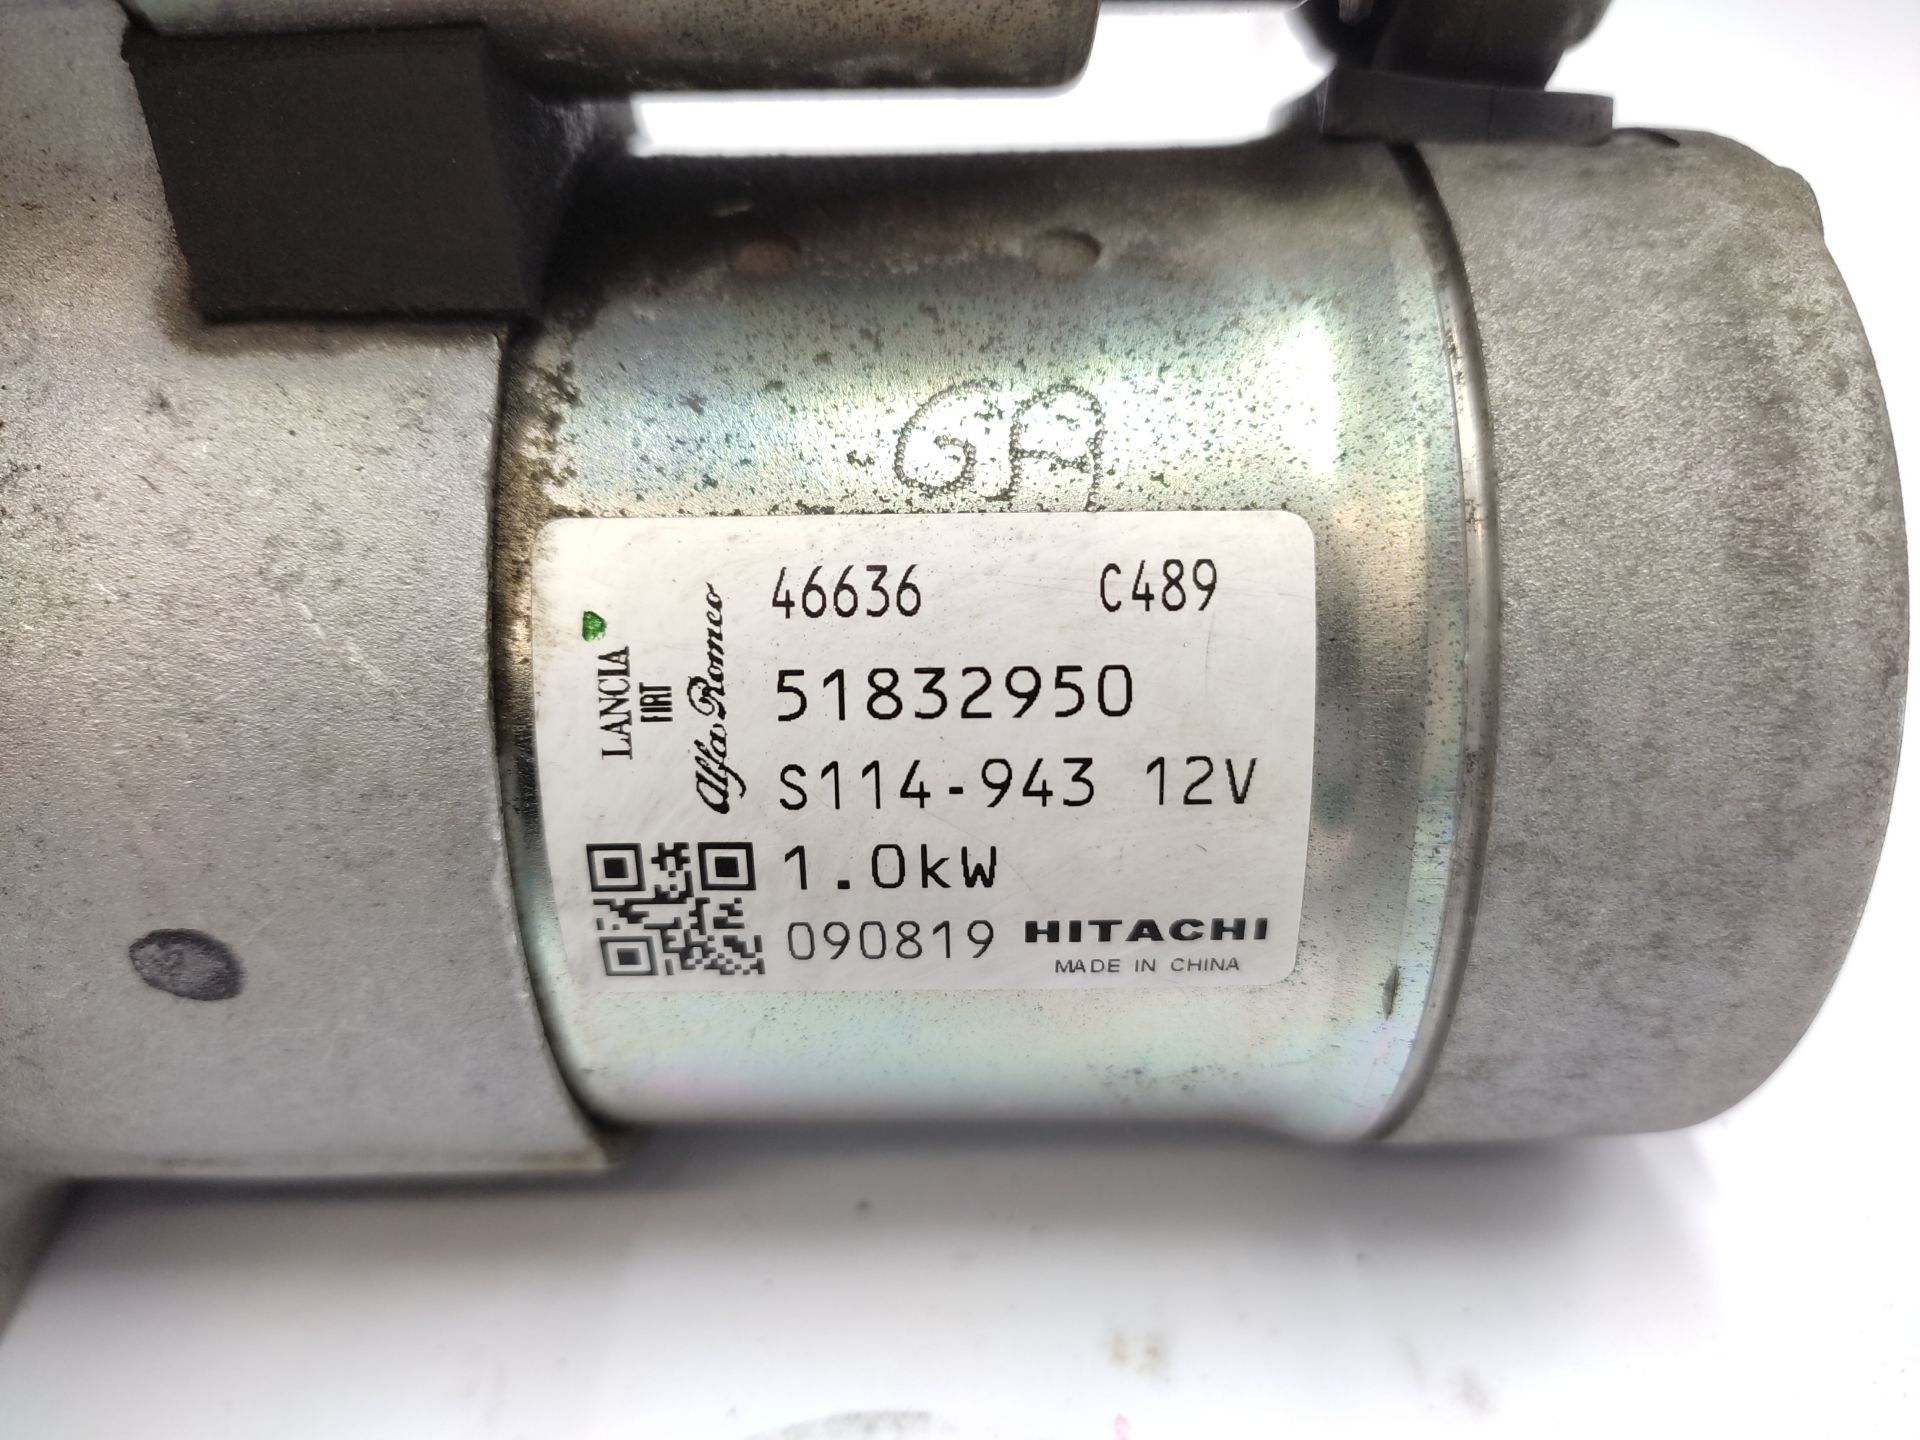 GA
46636 C489
LANCIA
FIAT
Alfa Romeo
51832950
S114-943 12V
1.0kW
090819 HITACHI
MADE IN CHINA